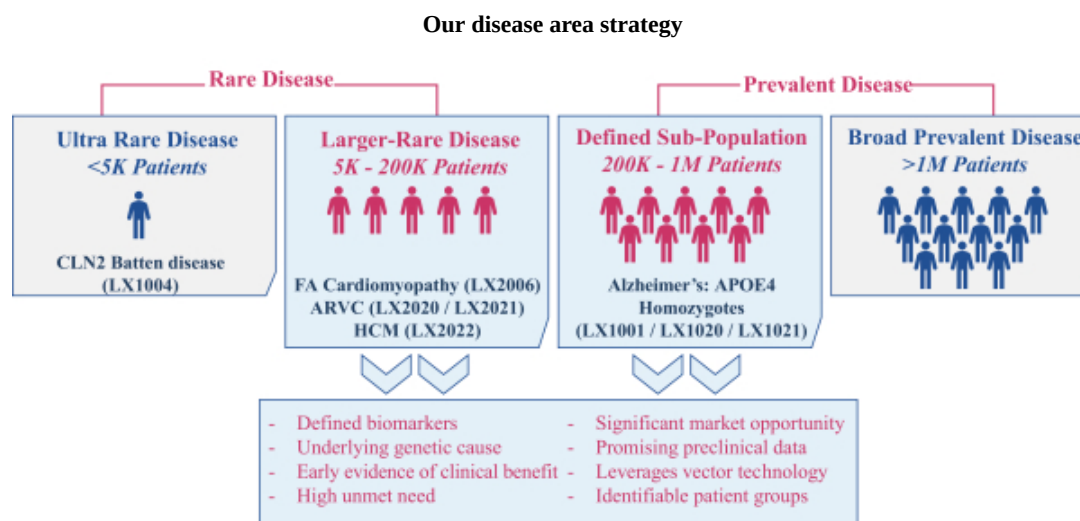 Our disease area strategy
Rare Disease
Prevalent Disease
Ultra Rare Disease
<5K Patients
CLN2 Batten disease
(LX1004)
Larger-Rare Disease
5K - 200K Patients
FA Cardiomyopathy (LX2006)
ARVC (LX2020 / LX2021)
HCM (LX2022)
Defined Sub-Population
200K - 1M Patients
Alzheimer's: APOE4
Homozygotes
(LX1001 / LX1020 / LX1021)
Broad Prevalent Disease
>1M Patients
- Defined biomarkers
- Underlying genetic cause
- Early evidence of clinical benefit
- High unmet need
- Significant market opportunity
- Promising preclinical data
- Leverages vector technology
- Identifiable patient groups